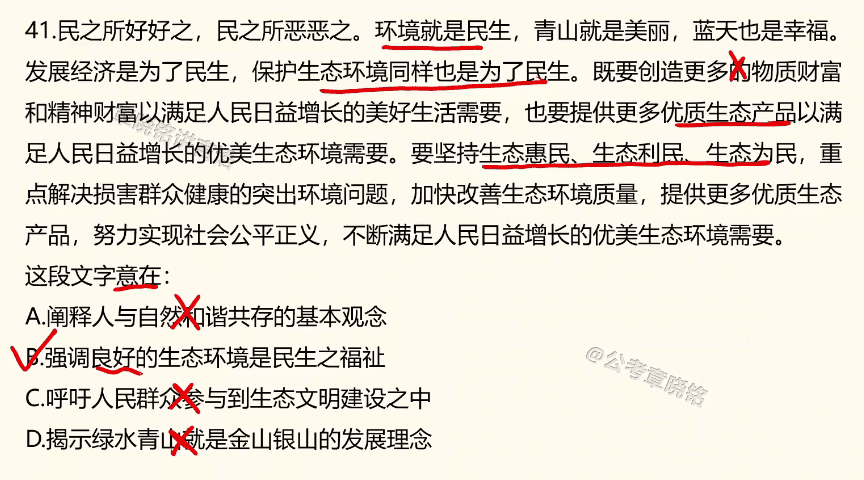 41.民之所好好之，民之所恶恶之。环境就是民生，青山就是美丽，蓝天也是幸福。
发展经济是为了民生，保护生态环境同样也是为了民生。既要创造更多的物质财富
和精神财富以满足人民日益增长的美好生活需要，也要提供更多优质生态产品以满
足人民日益增长的优美生态环境需要。要坚持生态惠民、生态利民、生态为民，重
点解决损害群众健康的突出环境问题，加快改善生态环境质量，提供更多优质生态
产品，努力实现社会公平正义，不断满足人民日益增长的优美生态环境需要。
这段文字意在：
A.阐释人与自然和谐共存的基本观念
B.强调良好的生态环境是民生之福祉
C.呼吁人民群众参与到生态文明建设之中
D.揭示绿水青山就是金山银山的发展理念
@公考章晓铭